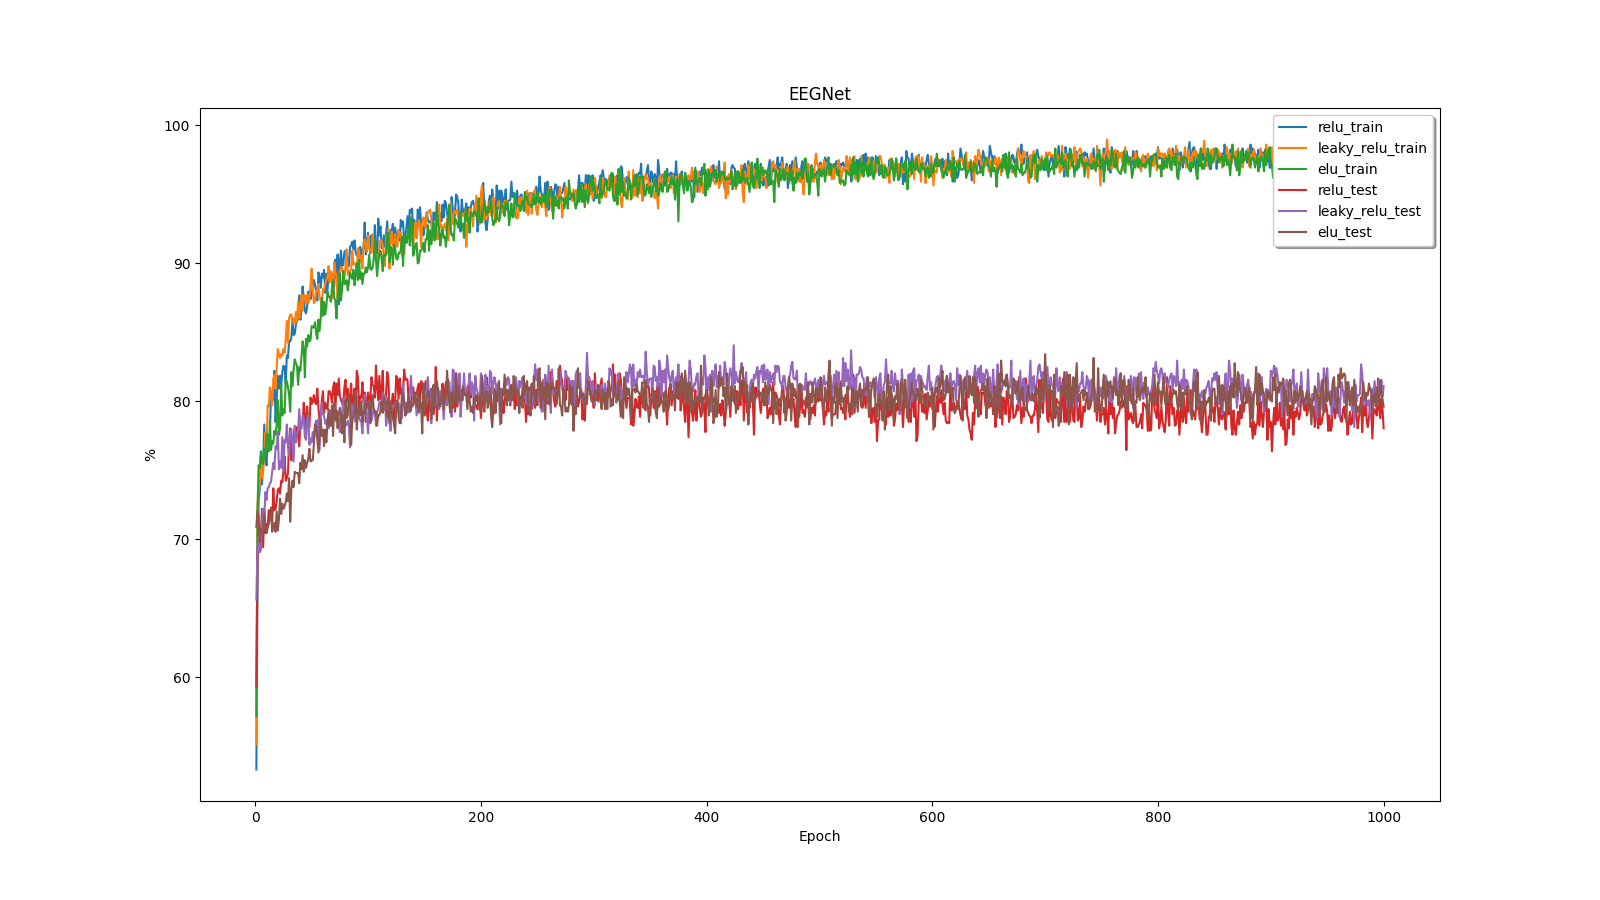 EEGNet
100
90
80
70
60
%
0 200 400 600 800 1000
Epoch
relu_train
leaky_relu_train
elu_train
relu_test
leaky_relu_test
elu_test